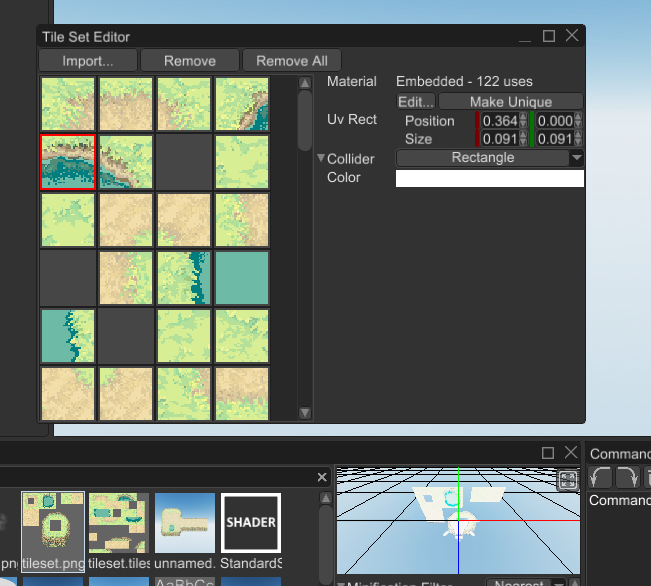 Tile Set Editor
Import...
Remove
Remove All
Material
Embedded - 122 uses
Edit...
Make Unique
Uv Rect
Position
0.364
0.000
Size
0.091
0.091
Collider
Rectangle
Color
Command
tileset.png
tileset.tiles
unnamed.
SHADER
StandardS
Command
AaBbCc
Minification Filter
Nearest